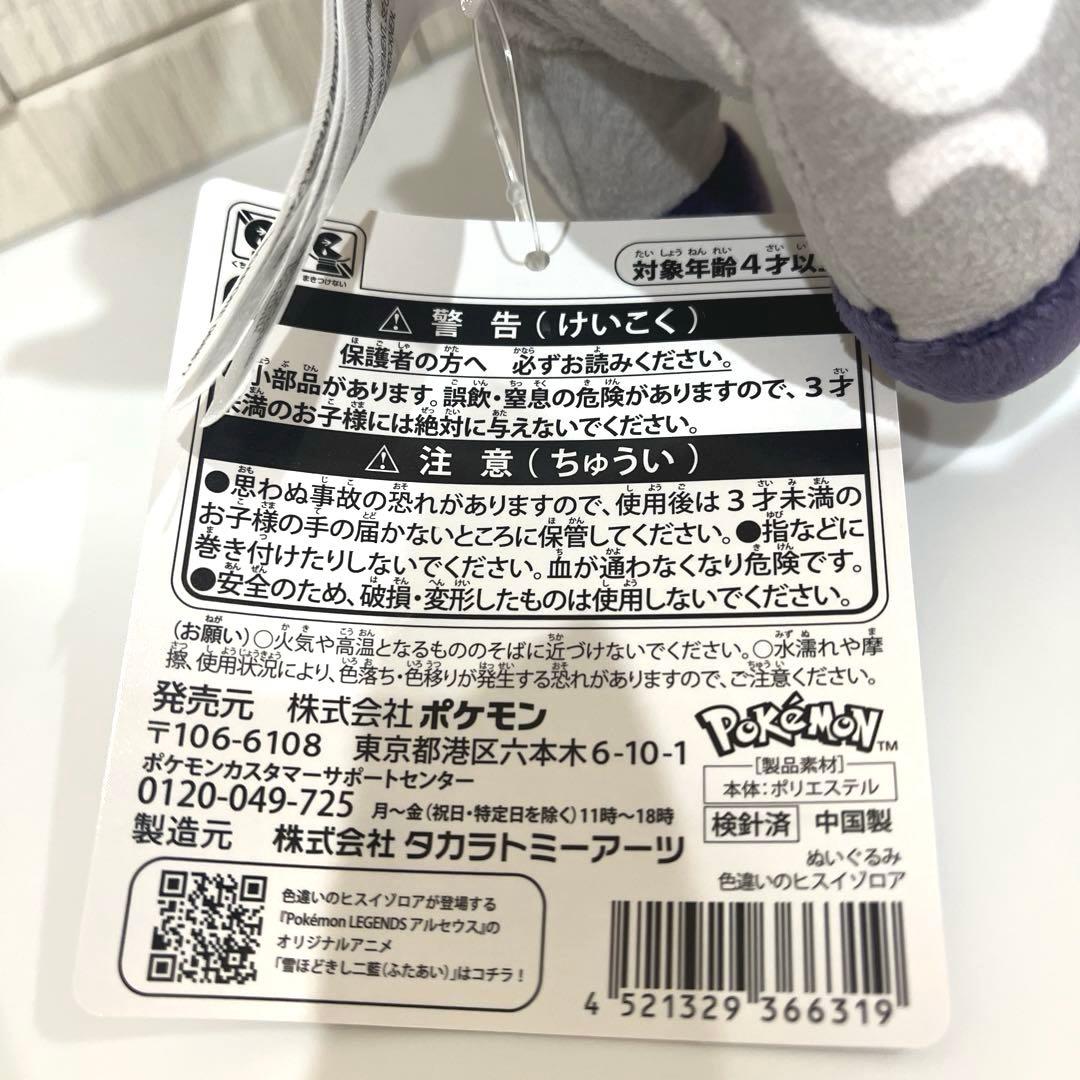 まきつけない
対象年齢4才以
警告(けいこく)
保護者の方へ 必ずお読みください。
小部品があります。誤飲・窒息の危険がありますので、3才
未満のお子様には絶対に与えないでください。
注意(ちゅうい)
●思わぬ事故の恐れがありますので、使用後は3才未満の
お子様の手の届かないところに保管してください。●指などに
巻き付けたりしないでください。血が通わなくなり危険です。
●安全のため、破損・変形したものは使用しないでください。
(お願い)○火気や高温となるもののそばに近づけないでください。○水濡れや摩
擦、使用状況により、色落ち・色移りが発生する恐れがありますので、ご注意ください。
発売元 株式会社 ポケモン
〒106-6108 東京都港区六本木6-10-1
ポケモンカスタマーサポートセンター
0120-049-725 月～金(祝日・特定日を除く)11時～18時
製造元 株式会社 タカラトミーアーツ
POKéMON™
[製品素材]
本体:ポリエステル
検針済 中国製
ぬいぐるみ
色違いのヒスイゾロア
色違いのヒスイゾロアが登場する
『Pokémon LEGENDS アルセウス』の
オリジナルアニメ
「雪ほどきし二藍(ふたあい)」はコチラ!
4 521329 366319